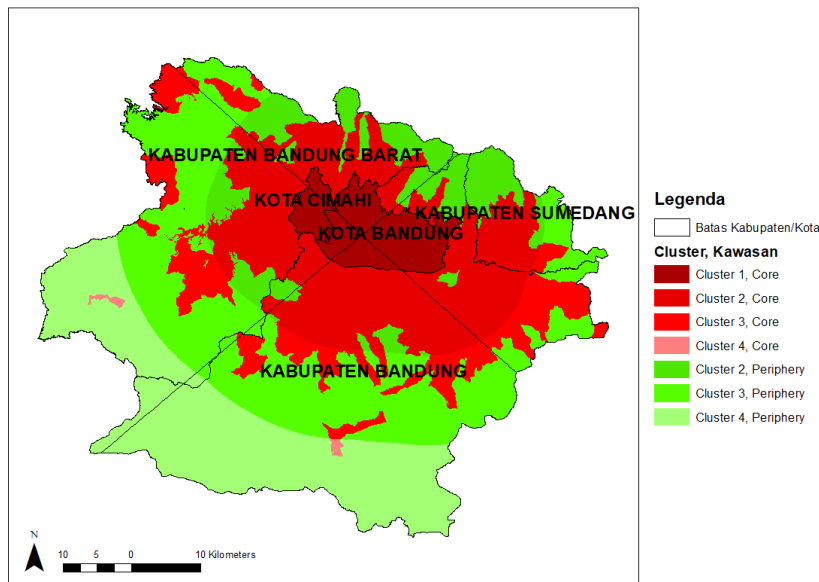 KABUPATEN BANDUNG BARAT
KOTA CIMAHI
KABUPATEN SUMEDANG
KOTA BANDUNG
KABUPATEN BANDUNG
N
10 5 0 10 Kilometers
Legenda
Batas Kabupaten/Kota
Cluster, Kawasan
Cluster 1, Core
Cluster 2, Core
Cluster 3, Core
Cluster 4, Core
Cluster 2, Periphery
Cluster 3, Periphery
Cluster 4, Periphery